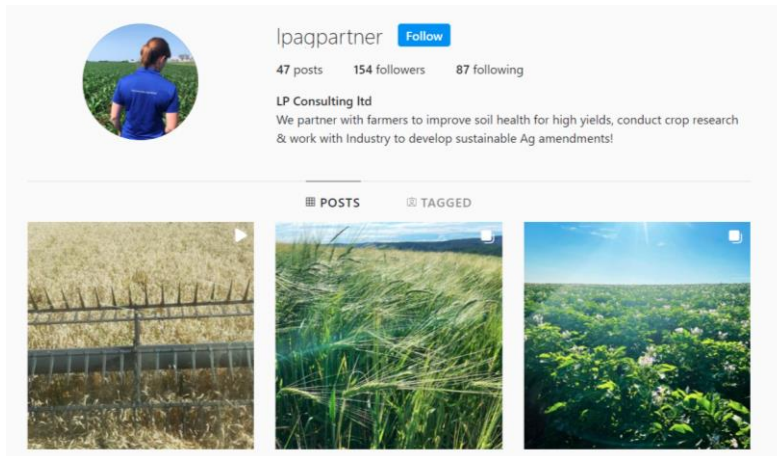 lpaqpartner Follow
47 posts 154 followers 87 following
LP Consulting ltd
We partner with farmers to improve soil health for high yields, conduct crop research
& work with Industry to develop sustainable Ag amendments!
POSTS TAGGED